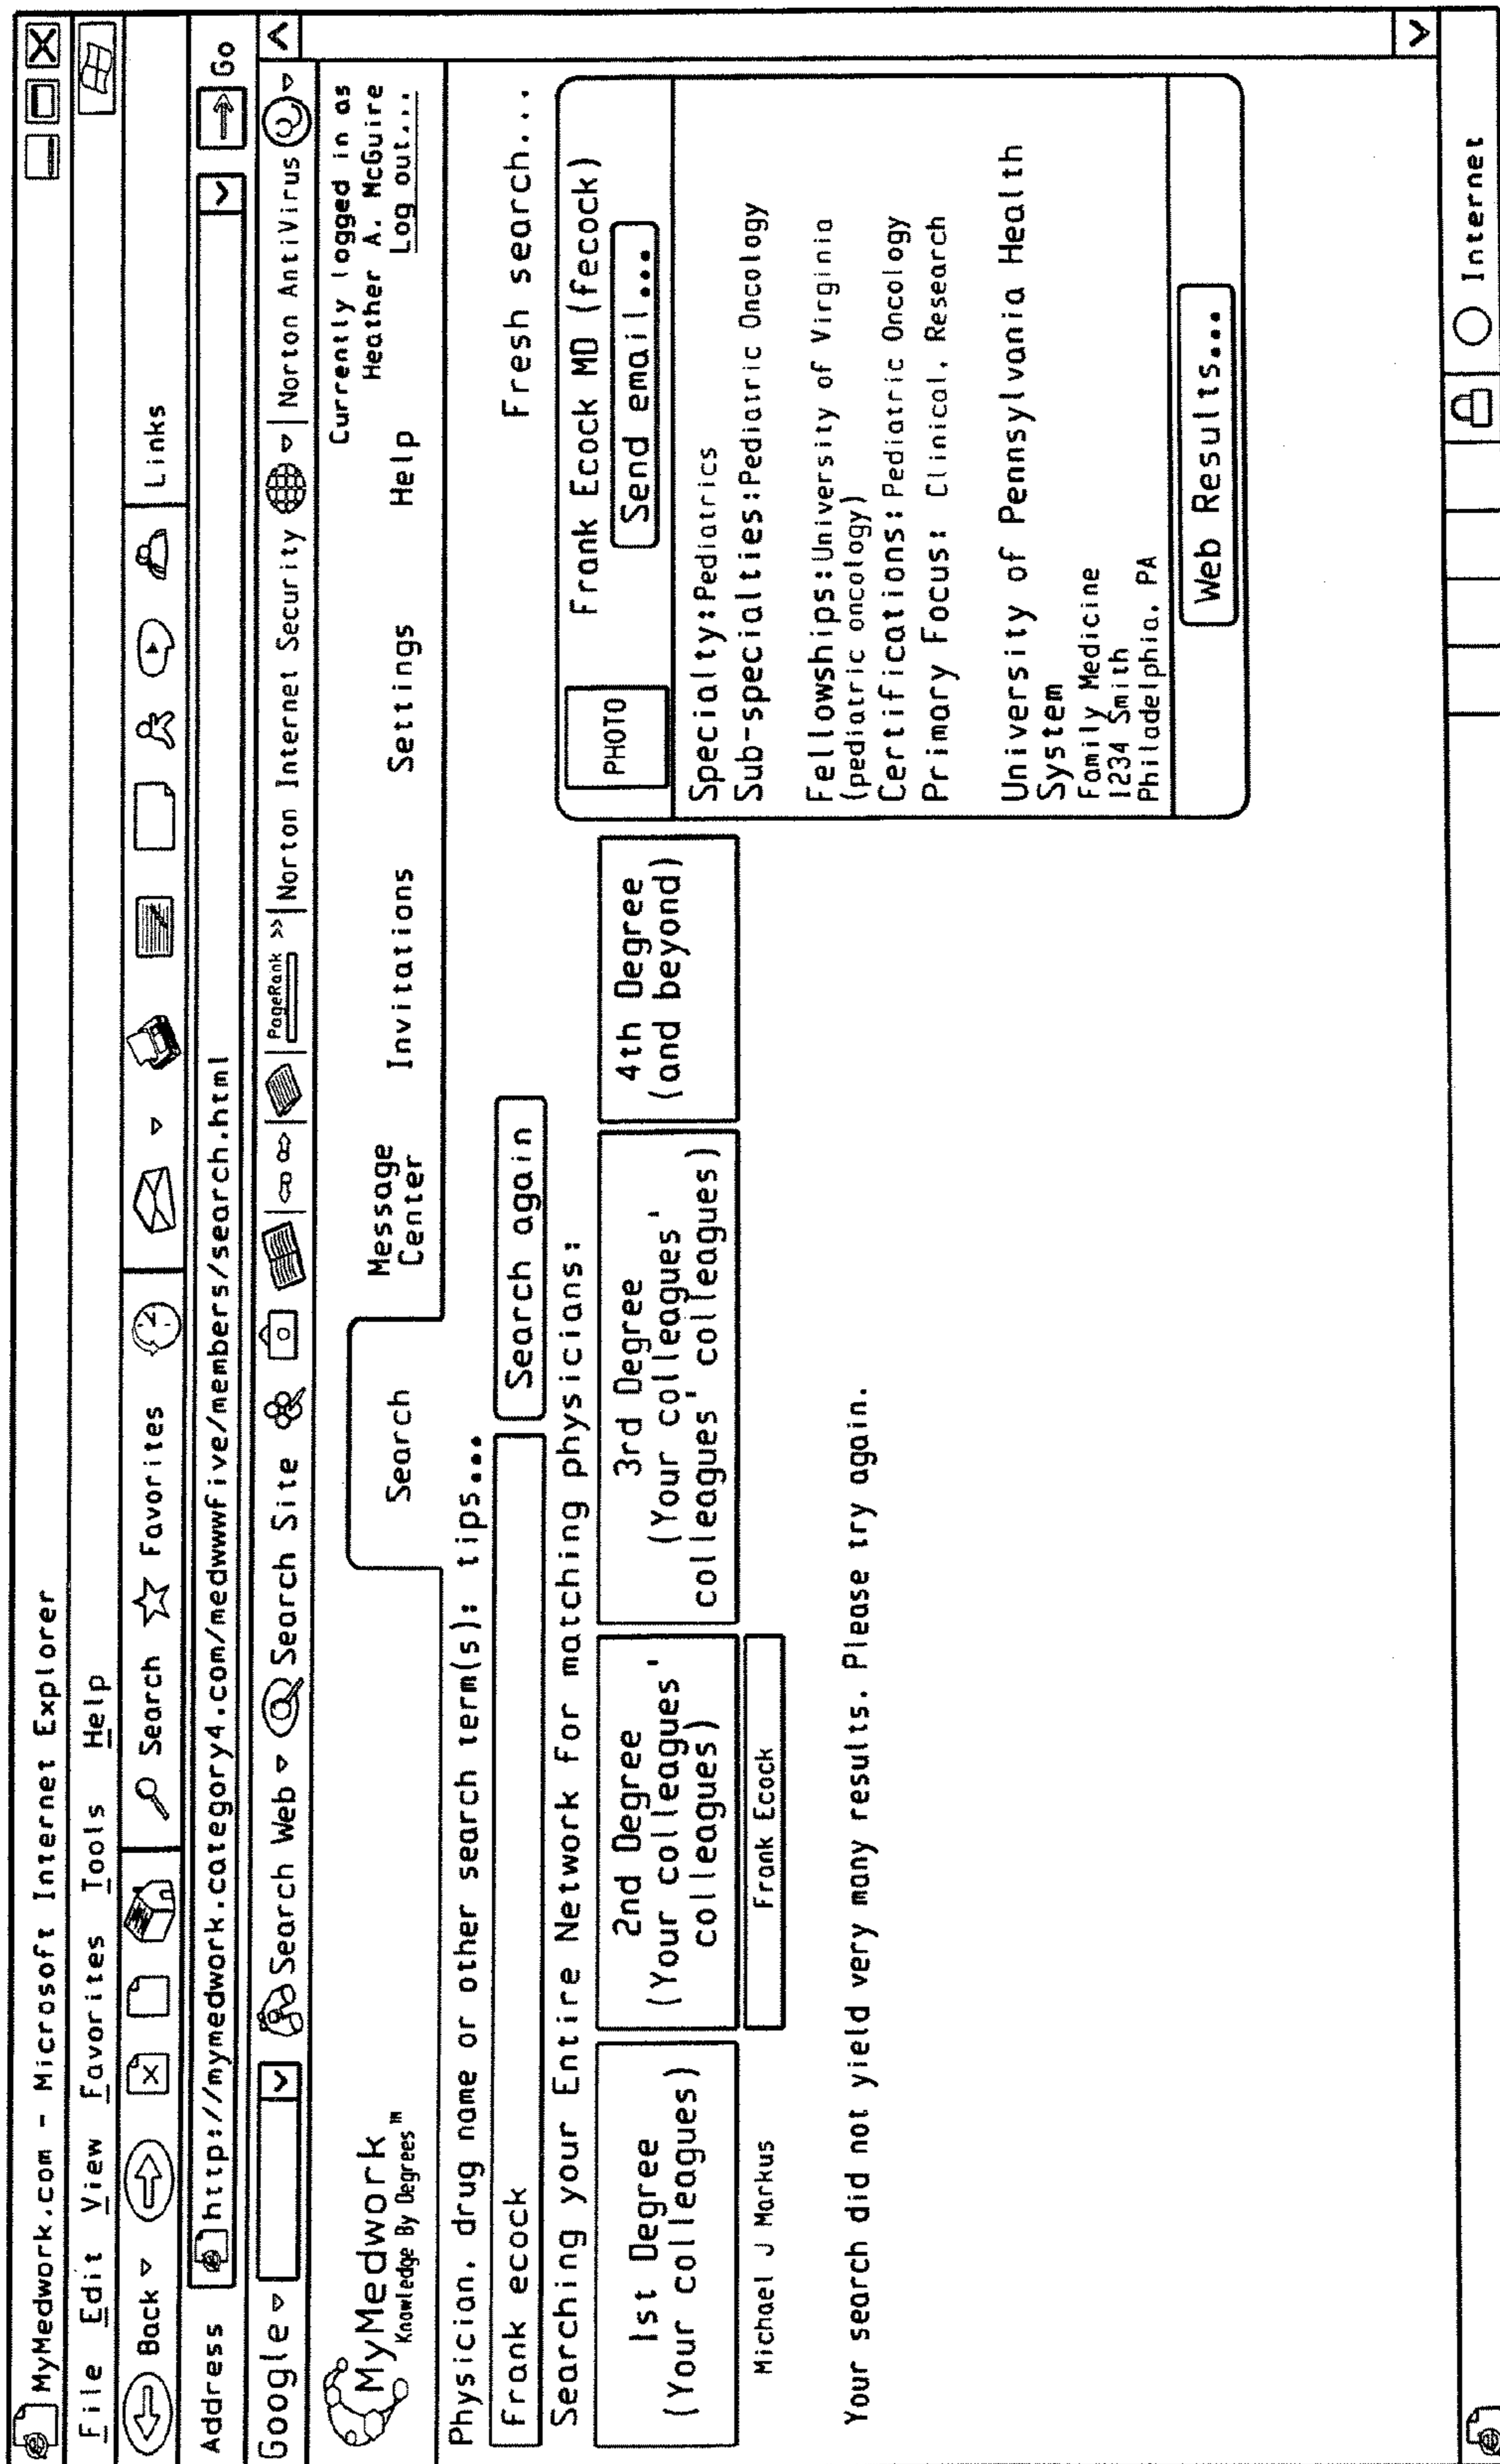 MyMedwork.com - Microsoft Internet Explorer
File Edit View Favorites Tools Help
Back Search Favorites Links
Address http://mymedwork.category4.com/medwwwfive/members/search.html Go
Google Search Web Search Site PageRank >> Norton Internet Security Norton AntiVirus
Currently logged in as
Heather A. McGuire
Log out...
MyMedwork
Knowledge By Degrees™
Search
Message
Center
Invitations
Settings
Help
Physician, drug name or other search term(s): tips...
Frank ecock
Search again
Fresh search...
Searching your Entire Network for matching physicians:
1st Degree
(Your colleagues)
2nd Degree
(Your colleagues'
colleagues)
3rd Degree
(Your colleagues'
colleagues' colleagues)
4th Degree
(and beyond)
Michael J Markus
Frank Ecock
Your search did not yield very many results. Please try again.
PHOTO
Frank Ecock MD (fecock)
Send email...
Specialty:Pediatrics
Sub-specialties:Pediatric Oncology
Fellowships:University of Virginia
(pediatric oncology)
Certifications:Pediatric Oncology
Primary Focus: Clinical, Research
University of Pennsylvania Health
System
Family Medicine
1234 Smith
Philadelphia, PA
Web Results...
Internet